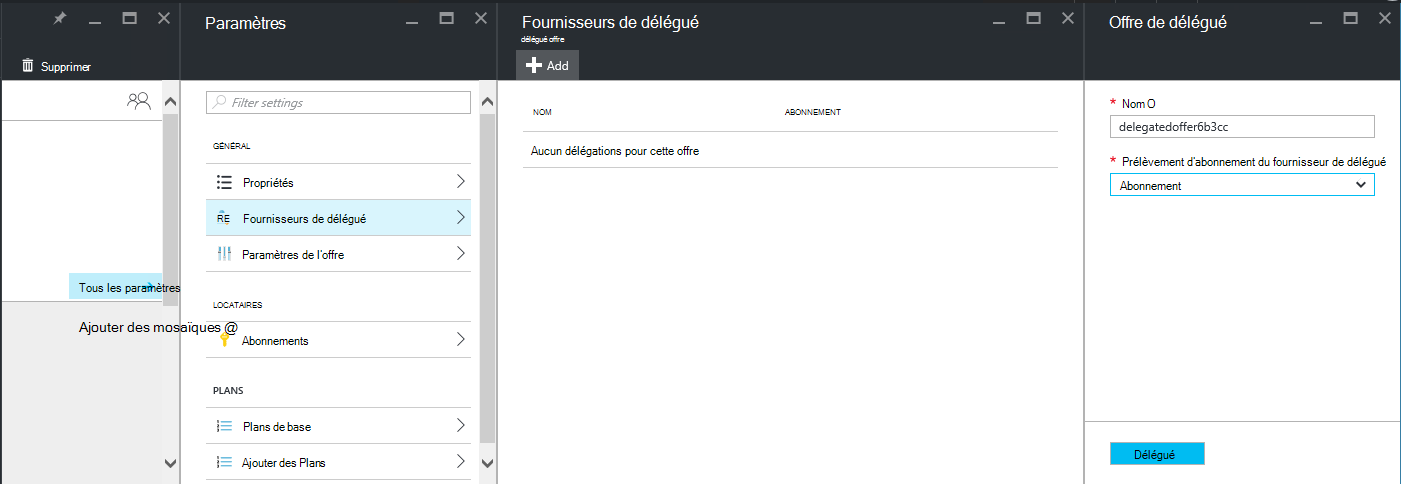 Supprimer
Tous les paramètres
Ajouter des mosaïques @
Paramètres
Filter settings
GÉNÉRAL
Propriétés
RE
Fournisseurs de délégué
Paramètres de l'offre
LOCATAIRES
Abonnements
PLANS
Plans de base
Ajouter des Plans
Fournisseurs de délégué
délégué offre
Add
NOM ABONNEMENT
Aucun délégations pour cette offre
Offre de délégué
* Nom O
delegatedoffer6b3cc
* Prélèvement d'abonnement du fournisseur de délégué
Abonnement
Délégué